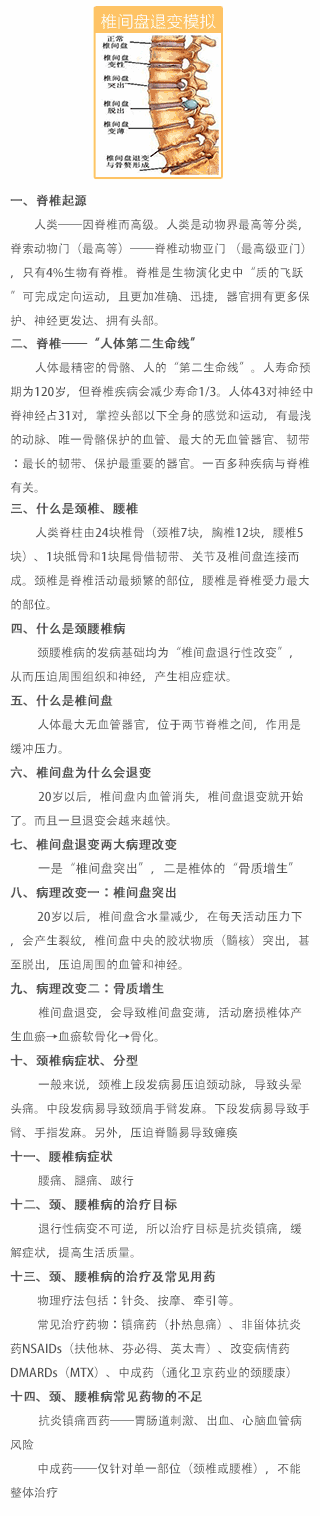 椎间盘退变模拟
正常
椎间盘
椎间盘
变性
椎间盘
突出
椎间盘
脱出
椎间盘
变薄
椎间盘退变
与骨赘形成
一、脊椎起源
人类——因脊椎而高级。人类是动物界最高等分类，
脊索动物门（最高等）——脊椎动物亚门 （最高级亚门）
，只有4%生物有脊椎。脊椎是生物演化史中“质的飞跃
”可完成定向运动，且更加准确、迅捷，器官拥有更多保
护、神经更发达、拥有头部。
二、脊椎——“人体第二生命线”
人体最精密的骨骼、人的“第二生命线”。人寿命预
期为120岁，但脊椎疾病会减少寿命1/3。人体43对神经中
脊神经占31对，掌控头部以下全身的感觉和运动，有最浅
的动脉、唯一骨骼保护的血管、最大的无血管器官、韧带
：最长的韧带、保护最重要的器官。一百多种疾病与脊椎
有关。
三、什么是颈椎、腰椎
人类脊柱由24块椎骨（颈椎7块，胸椎12块，腰椎5
块）、1块骶骨和1块尾骨借韧带、关节及椎间盘连接而
成。颈椎是脊椎活动最频繁的部位，腰椎是脊椎受力最大
的部位。
四、什么是颈腰椎病
颈腰椎病的发病基础均为“椎间盘退行性改变”，
从而压迫周围组织和神经，产生相应症状。
五、什么是椎间盘
人体最大无血管器官，位于两节脊椎之间，作用是
缓冲压力。
六、椎间盘为什么会退变
20岁以后，椎间盘内血管消失，椎间盘退变就开始
了。而且一旦退变会越来越快。
七、椎间盘退变两大病理改变
一是“椎间盘突出”，二是椎体的“骨质增生”
八、病理改变一：椎间盘突出
20岁以后，椎间盘含水量减少，在每天活动压力下
，会产生裂纹，椎间盘中央的胶状物质（髓核）突出，甚
至脱出，压迫周围的血管和神经。
九、病理改变二：骨质增生
椎间盘退变，会导致椎间盘变薄，活动磨损椎体产
生血瘀→血瘀软骨化→骨化。
十、颈椎病症状、分型
一般来说，颈椎上段发病易压迫颈动脉，导致头晕
头痛。中段发病易导致颈肩手臂发麻。下段发病易导致手
臂、手指发麻。另外，压迫脊髓易导致瘫痪
十一、腰椎病症状
腰痛、腿痛、跛行
十二、颈、腰椎病的治疗目标
退行性病变不可逆，所以治疗目标是抗炎镇痛，缓
解症状，提高生活质量。
十三、颈、腰椎病的治疗及常见用药
物理疗法包括：针灸、按摩、牵引等。
常见治疗药物：镇痛药（扑热息痛）、非甾体抗炎
药NSAIDs（扶他林、芬必得、英太青）、改变病情药
DMARDs（MTX）、中成药（通化卫京药业的颈腰康）
十四、颈、腰椎病常见药物的不足
抗炎镇痛西药——胃肠道刺激、出血、心脑血管病
风险
中成药——仅针对单一部位（颈椎或腰椎），不能
整体治疗